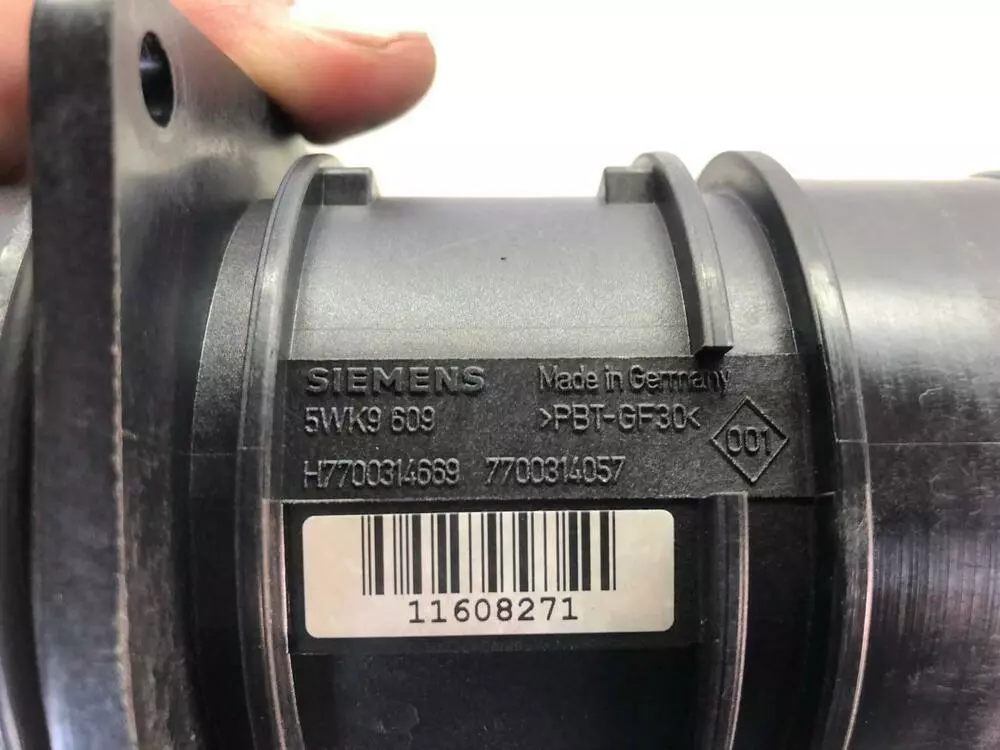 SIEMENS Made in Germany
5WK9 609 >PBT-GF30<
001
H7700314669 7700314057
11608271